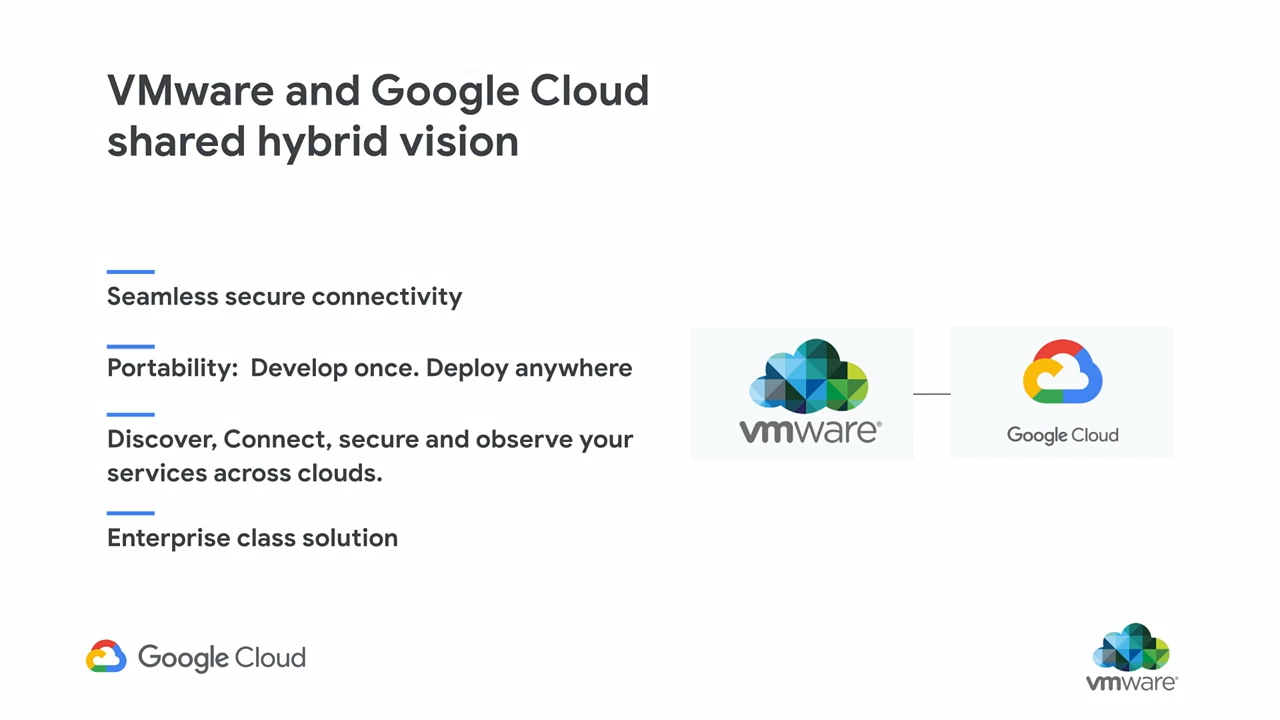 VMware and Google Cloud
shared hybrid vision
Seamless secure connectivity
Portability:  Develop once. Deploy anywhere
Discover, Connect, secure and observe your
services across clouds.
Enterprise class solution
vmware®
Google Cloud
Google Cloud
vmware®